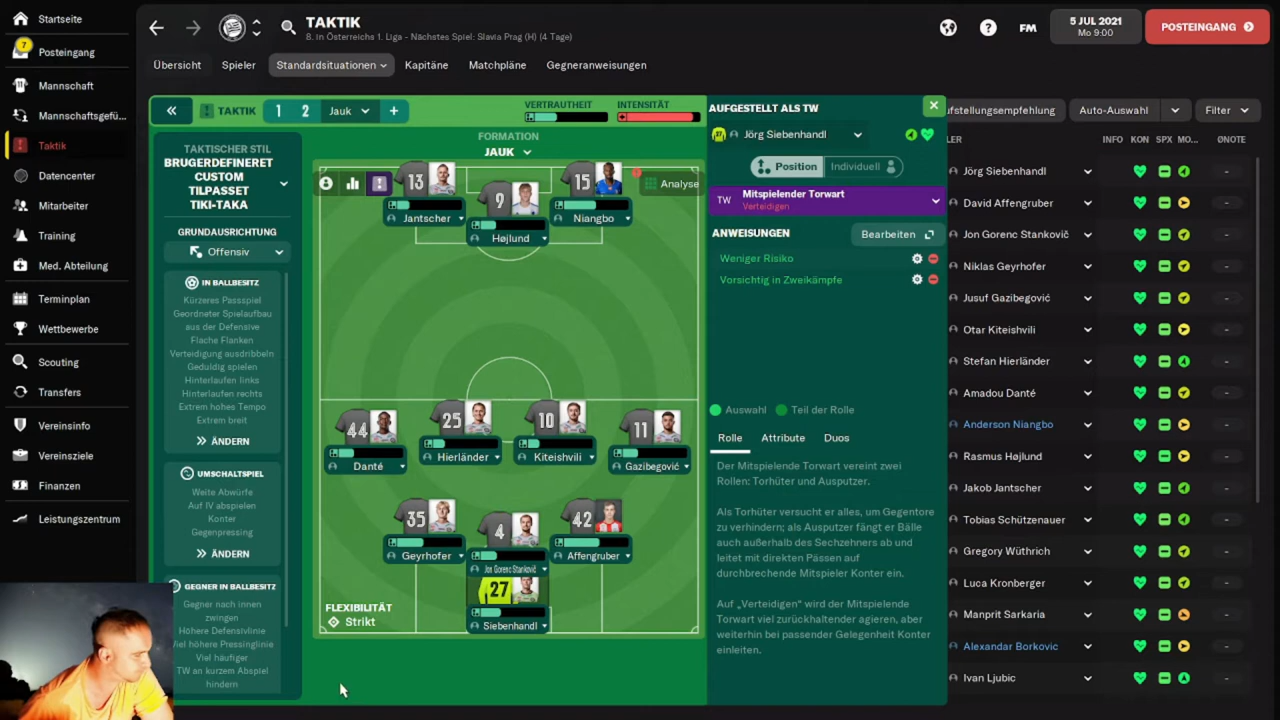 Startseite
7
Posteingang
Mannschaft
Mannschaftsgefü...
Taktik
Datencenter
Mitarbeiter
Training
Med. Abteilung
Terminplan
Wettbewerbe
Scouting
Transfers
Vereinsinfo
Vereinsziele
Finanzen
Leistungszentrum
TAKTIK
8. in Österreichs 1. Liga - Nächstes Spiel: Slavia Prag (H) (4 Tage)
FM
5 JUL 2021
Mo 9:00
POSTEINGANG
Übersicht
Spieler
Standardsituationen
Kapitäne
Matchpläne
Gegneranweisungen
TAKTIK
1
2
Jauk
VERTRAUTHEIT
INTENSITÄT
TAKTISCHER STIL
BRUGERDEFINERET
CUSTOM
TILPASSET
TIKI-TAKA
GRUNDAUSRICHTUNG
Offensiv
IN BALLBESITZ
Kürzeres Passspiel
Geordneter Spielaufbau
aus der Defensive
Flache Flanken
Verteidigung ausdribbeln
Geduldig spielen
Hinterlaufen links
Hinterlaufen rechts
Extrem hohes Tempo
Extrem breit
ÄNDERN
UMSCHALTSPIEL
Weite Abwürfe
Auf IV abspielen
Konter
Gegenpressing
ÄNDERN
GEGNER IN BALLBESITZ
Gegner nach innen
zwingen
Höhere Defensivlinie
Viel höhere Pressinglinie
Viel häufiger
TW an kurzem Abspiel
hindern
FORMATION
JAUK
Analyse
13
Jantscher
9
Højlund
15
Niangbo
44
Danté
25
Hierländer
10
Kiteishvili
11
Gazibegović
35
Geyrhofer
4
Jon Gorenc Stankovič
42
Affengruber
27
Siebenhandl
FLEXIBILITÄT
Strikt
AUFGESTELLT ALS TW
27
Jörg Siebenhandl
Position
Individuell
TW
Mitspielender Torwart
Verteidigen
ANWEISUNGEN
Bearbeiten
Weniger Risiko
Vorsichtig in Zweikämpfe
Auswahl
Teil der Rolle
Rolle
Attribute
Duos
Der Mitspielende Torwart vereint zwei
Rollen: Torhüter und Ausputzer.
Als Torhüter versucht er alles, um Gegentore
zu verhindern; als Ausputzer fängt er Bälle
auch außerhalb des Sechzehners ab und
leitet mit direkten Pässen auf
durchbrechende Mitspieler Konter ein.
Auf „Verteidigen" wird der Mitspielende
Torwart viel zurückhaltender agieren, aber
weiterhin bei passender Gelegenheit Konter
einleiten.
ufstellungsempfehlung
Auto-Auswahl
Filter
LER
INFO
KON
SPX
MO...
ØNOTE
Jörg Siebenhandl
-
David Affengruber
-
Jon Gorenc Stankovič
-
Niklas Geyrhofer
-
Jusuf Gazibegović
-
Otar Kiteishvili
-
Stefan Hierländer
-
Amadou Danté
-
Anderson Niangbo
-
Rasmus Højlund
-
Jakob Jantscher
-
Tobias Schützenauer
-
Gregory Wüthrich
-
Luca Kronberger
-
Manprit Sarkaria
-
Alexandar Borkovic
-
Ivan Ljubic
-